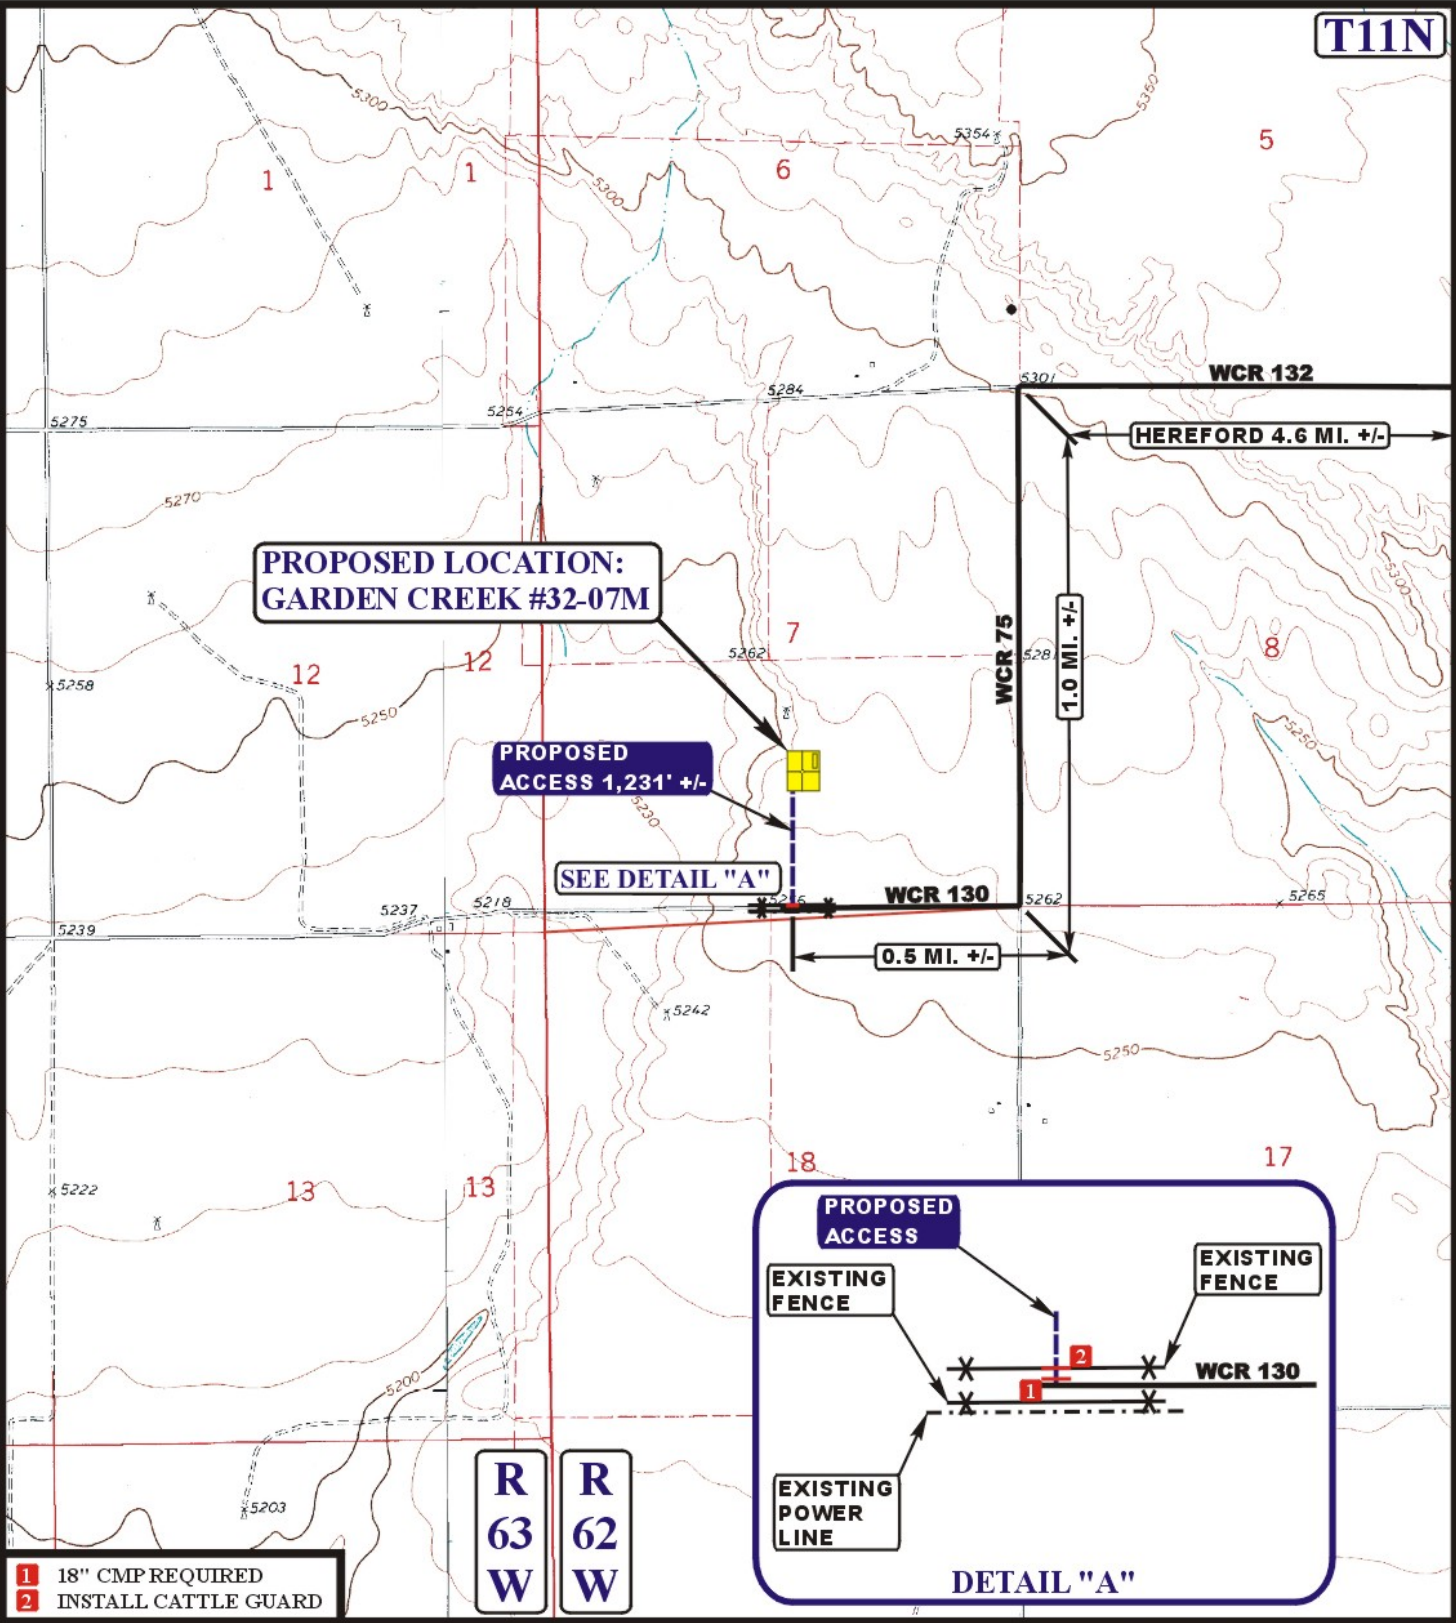 T11N
5300
5350
5354
5
1
1
6
5300
5301
WCR 132
5284
5254
5275
HEREFORD 4.6 MI. +/-
5270
PROPOSED LOCATION:
GARDEN CREEK #32-07M
5300
WCR 75
1.0 MI. +/-
7
8
5262
5281
12
12
5258
5250
5250
PROPOSED
ACCESS 1,231' +/-
5230
SEE DETAIL "A"
WCR 130
5262
5265
5237
5218
5239
0.5 MI. +/-
5242
5250
18
17
5222
13
13
PROPOSED
ACCESS
EXISTING
FENCE
EXISTING
FENCE
2
WCR 130
1
5200
EXISTING
POWER
LINE
5203
R
63
W
R
62
W
DETAIL "A"
1 18" CMP REQUIRED
2 INSTALL CATTLE GUARD